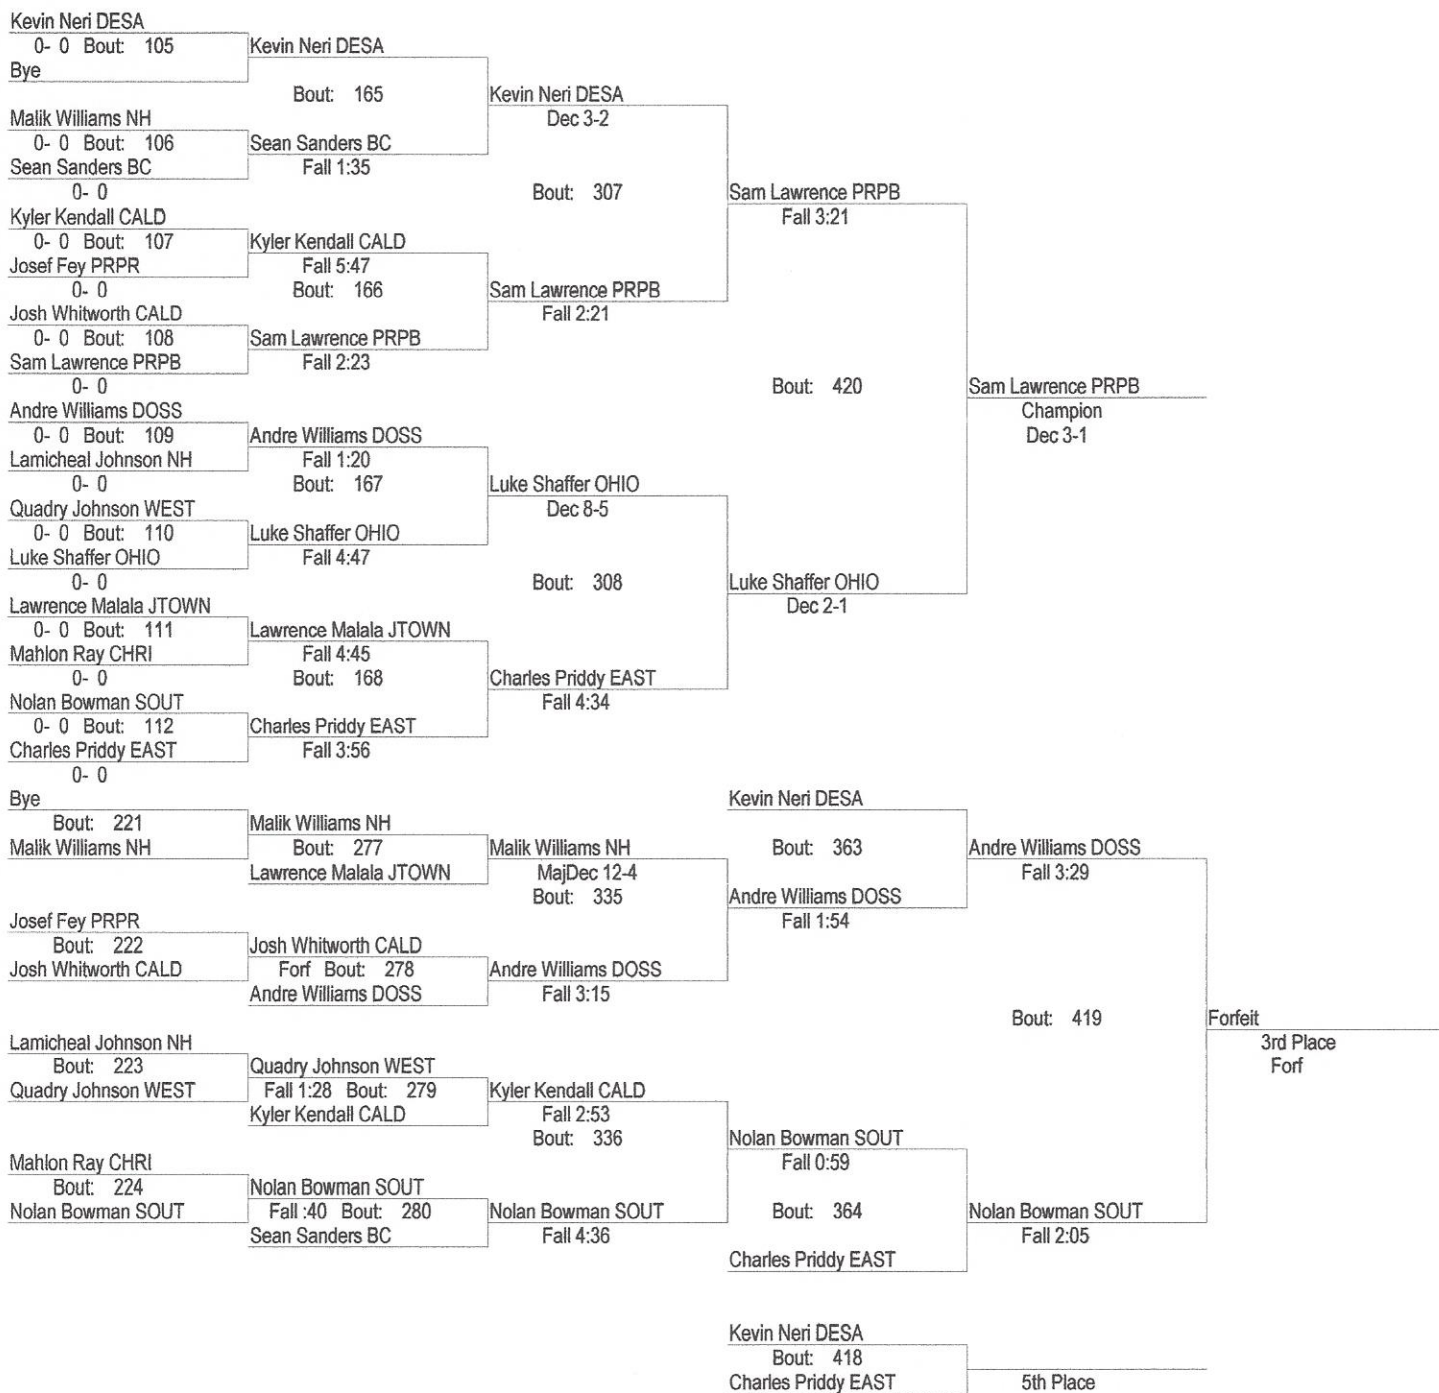 Kevin Neri DESA
0- 0 Bout: 105
Bye
Kevin Neri DESA
Bout: 165
Malik Williams NH
0- 0 Bout: 106
Sean Sanders BC
0- 0
Sean Sanders BC
Fall 1:35
Kevin Neri DESA
Dec 3-2
Bout: 307
Kyler Kendall CALD
0- 0 Bout: 107
Josef Fey PRPR
0- 0
Kyler Kendall CALD
Fall 5:47
Bout: 166
Josh Whitworth CALD
0- 0 Bout: 108
Sam Lawrence PRPB
0- 0
Sam Lawrence PRPB
Fall 2:23
Sam Lawrence PRPB
Fall 2:21
Sam Lawrence PRPB
Fall 3:21
Bout: 420
Sam Lawrence PRPB
Champion
Dec 3-1
Andre Williams DOSS
0- 0 Bout: 109
Lamicheal Johnson NH
0- 0
Andre Williams DOSS
Fall 1:20
Bout: 167
Quadry Johnson WEST
0- 0 Bout: 110
Luke Shaffer OHIO
0- 0
Luke Shaffer OHIO
Fall 4:47
Luke Shaffer OHIO
Dec 8-5
Bout: 308
Luke Shaffer OHIO
Dec 2-1
Lawrence Malala JTOWN
0- 0 Bout: 111
Mahlon Ray CHRI
0- 0
Lawrence Malala JTOWN
Fall 4:45
Bout: 168
Nolan Bowman SOUT
0- 0 Bout: 112
Charles Priddy EAST
0- 0
Charles Priddy EAST
Fall 3:56
Charles Priddy EAST
Fall 4:34
Bye
Bout: 221
Malik Williams NH
Malik Williams NH
Bout: 277
Lawrence Malala JTOWN
Malik Williams NH
MajDec 12-4
Bout: 335
Josef Fey PRPR
Bout: 222
Josh Whitworth CALD
Josh Whitworth CALD
Forf Bout: 278
Andre Williams DOSS
Andre Williams DOSS
Fall 3:15
Kevin Neri DESA
Bout: 363
Andre Williams DOSS
Fall 1:54
Andre Williams DOSS
Fall 3:29
Bout: 419
Forfeit
3rd Place
Forf
Lamicheal Johnson NH
Bout: 223
Quadry Johnson WEST
Quadry Johnson WEST
Fall 1:28 Bout: 279
Kyler Kendall CALD
Kyler Kendall CALD
Fall 2:53
Bout: 336
Mahlon Ray CHRI
Bout: 224
Nolan Bowman SOUT
Nolan Bowman SOUT
Fall :40 Bout: 280
Sean Sanders BC
Nolan Bowman SOUT
Fall 4:36
Nolan Bowman SOUT
Fall 0:59
Bout: 364
Charles Priddy EAST
Nolan Bowman SOUT
Fall 2:05
Kevin Neri DESA
Bout: 418
Charles Priddy EAST
5th Place